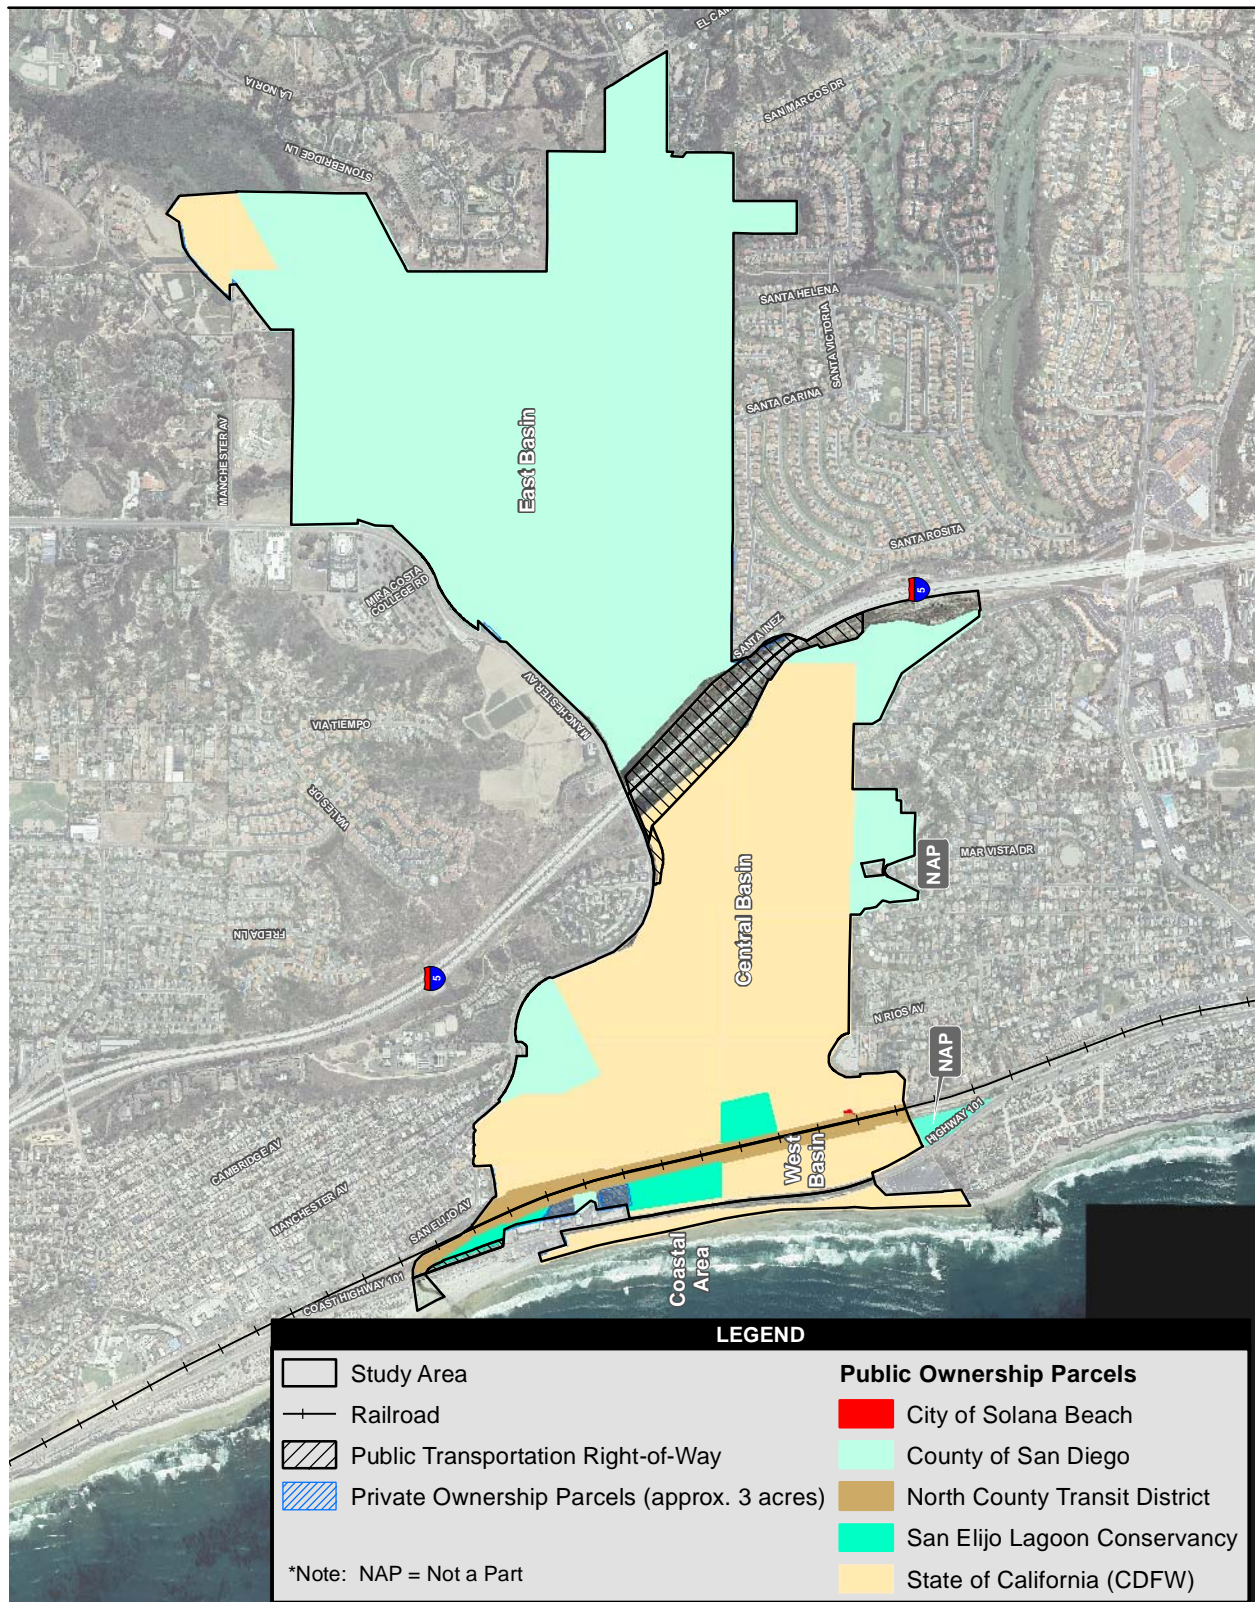 EL CAM
LA NORIA
SAN MARCOS DR
STONEBRIDGE LN
SANTA HELENA
SANTA VICTORIA
SANTA CARINA
MANCHESTER AV
East Basin
SANTA ROSITA
MIRA COSTA
COLLEGE RD
5
SANTA INEZ
MANCHESTER AV
VIA TIEMPO
WALES DR
NAP
MAR VISTA DR
Central Basin
FREDA LN
5
N RIOS AV
NAP
HIGHWAY 101
CAMBRIDGE AV
West
Basin
MANCHESTER AV
SAN ELIJO AV
Coastal
Area
COAST HIGHWAY 101
LEGEND
Study Area
Railroad
Public Transportation Right-of-Way
Private Ownership Parcels (approx. 3 acres)
*Note: NAP = Not a Part
Public Ownership Parcels
City of Solana Beach
County of San Diego
North County Transit District
San Elijo Lagoon Conservancy
State of California (CDFW)